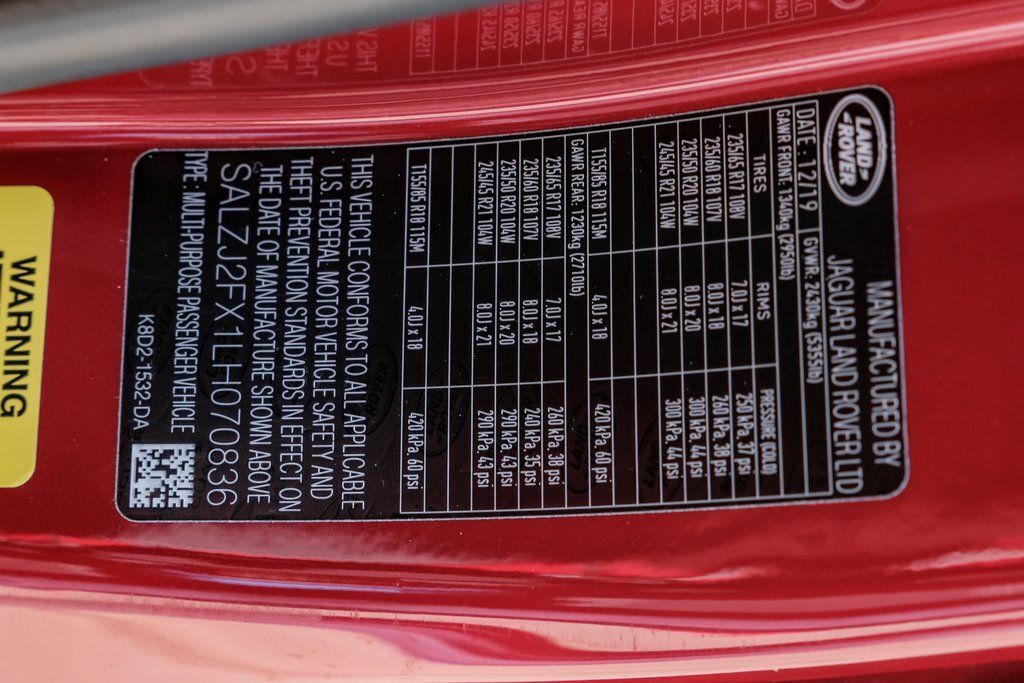 LAND
ROVER
MANUFACTURED BY
JAGUAR LAND ROVER LTD
DATE: 12/19 GVWR: 2430kg (5355lb)
GAWR FRONT: 1340kg (2950lb)
TIRES RIMS PRESSURE (COLD)
235/65 R17 108V 7.0J x 17 250 kPa, 37 psi
235/60 R18 107V 8.0J x 18 260 kPa, 38 psi
235/50 R20 104W 8.0J x 20 300 kPa, 44 psi
245/45 R21 104W 8.0J x 21 300 kPa, 44 psi
T155/85 R18 115M 4.0J x 18 420 kPa, 60 psi
GAWR REAR: 1230kg (2710lb)
235/65 R17 108V 7.0J x 17 260 kPa, 38 psi
235/60 R18 107V 8.0J x 18 240 kPa, 35 psi
235/50 R20 104W 8.0J x 20 290 kPa, 43 psi
245/45 R21 104W 8.0J x 21 290 kPa, 43 psi
T155/85 R18 115M 4.0J x 18 420 kPa, 60 psi
THIS VEHICLE CONFORMS TO ALL APPLICABLE
U.S. FEDERAL MOTOR VEHICLE SAFETY AND
THEFT PREVENTION STANDARDS IN EFFECT ON
THE DATE OF MANUFACTURE SHOWN ABOVE
SALZJ2FX1LH070836
TYPE: MULTI-PURPOSE PASSENGER VEHICLE
K8D2-1532-DA
WARNING